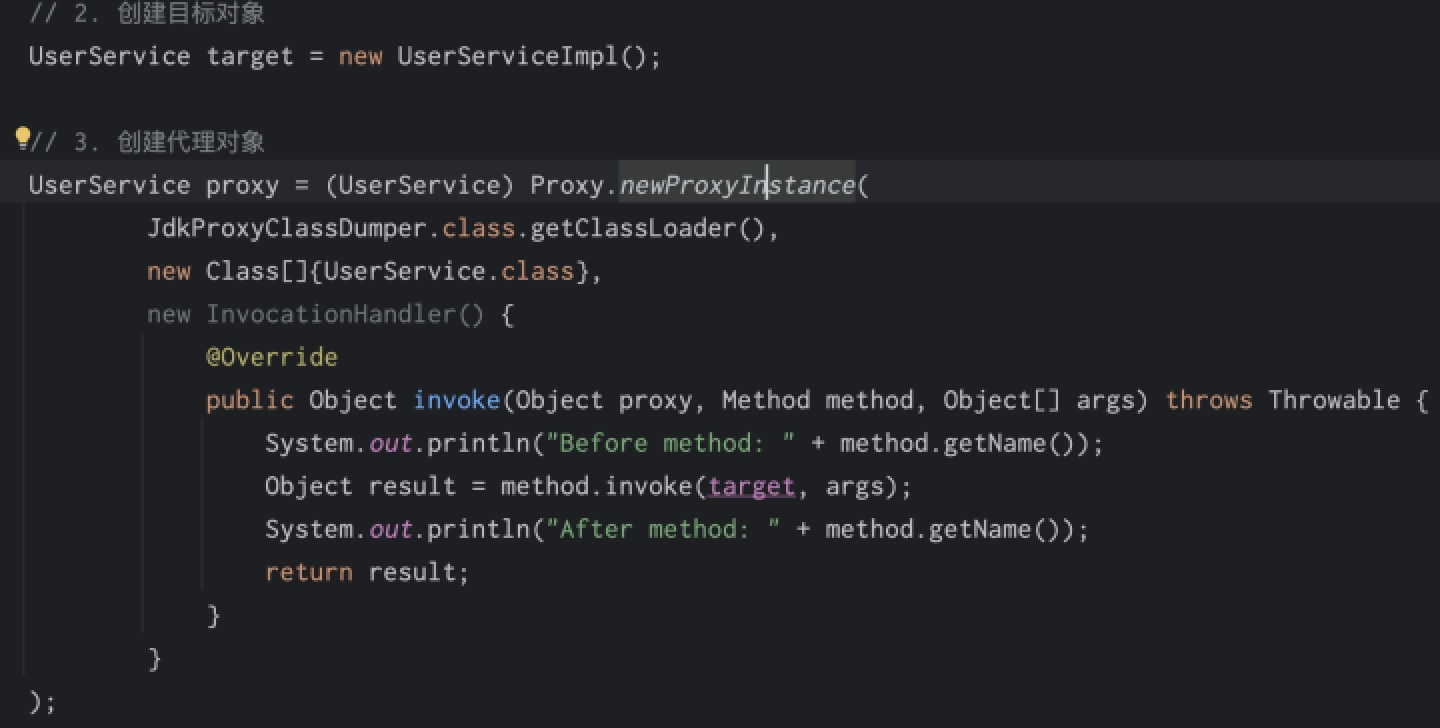 // 2. 创建目标对象
UserService target = new UserServiceImpl();
// 3. 创建代理对象
UserService proxy = (UserService) Proxy.newProxyInstance(
JdkProxyClassDumper.class.getClassLoader(),
new Class[]{UserService.class},
new InvocationHandler() {
@Override
public Object invoke(Object proxy, Method method, Object[] args) throws Throwable {
System.out.println("Before method: " + method.getName());
Object result = method.invoke(target, args);
System.out.println("After method: " + method.getName());
return result;
}
}
);